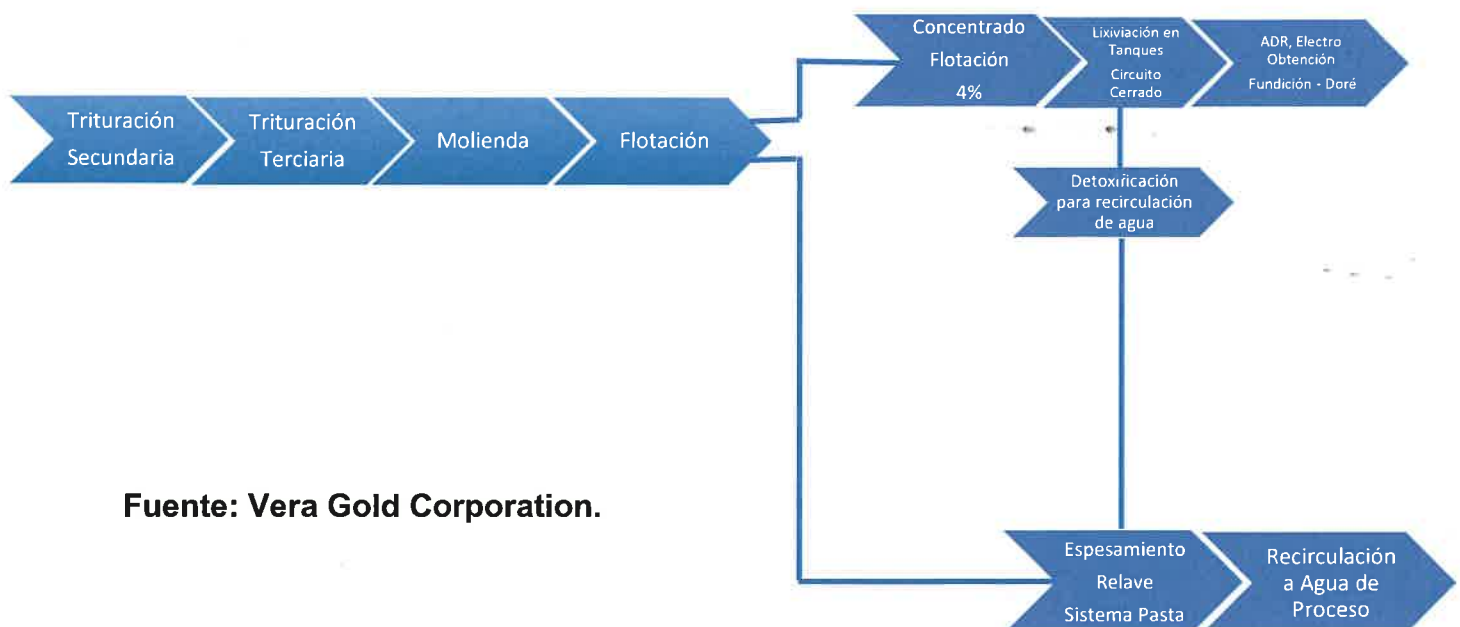 Trituración
Secundaria
Trituración
Terciaria
Molienda
Flotación
Concentrado
Flotación
4%
Lixiviación en
Tanques
Circuito
Cerrado
ADR, Electro
Obtención
Fundición - Doré
Detoxificación
para recirculación
de agua
Espesamiento
Relave
Sistema Pasta
Recirculación
a Agua de
Proceso
Fuente: Vera Gold Corporation.